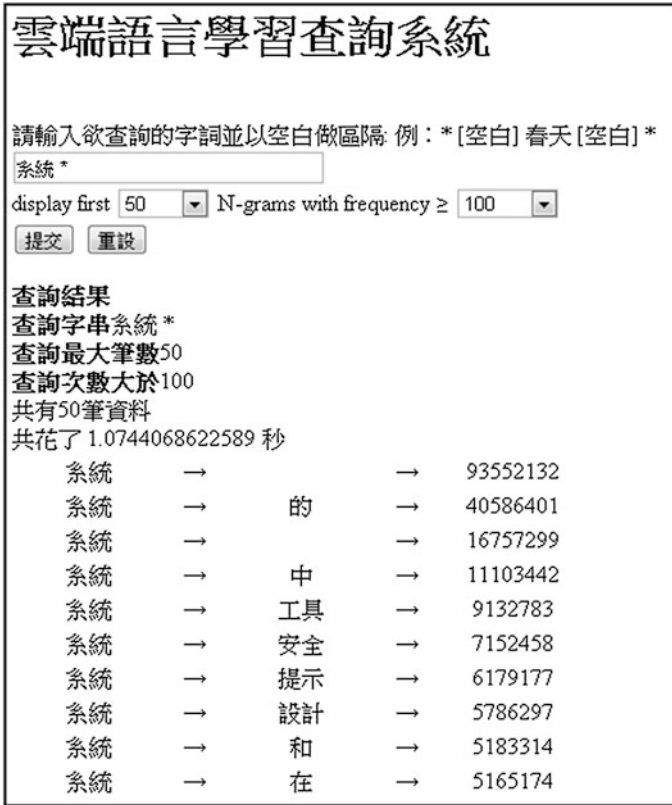 雲端語言學習查詢系統
請輸入欲查詢的字詞並以空白做區隔: 例：* [空白] 春天 [空白] *
系統 *
display first 50 N-grams with frequency ≥ 100
提交 重設
查詢結果
查詢字串系統 *
查詢最大筆數50
查詢次數大於100
共有50筆資料
共花了 1.0744068622589 秒
系統 → → 93552132
系統 → 的 → 40586401
系統 → → 16757299
系統 → 中 → 11103442
系統 → 工具 → 9132783
系統 → 安全 → 7152458
系統 → 提示 → 6179177
系統 → 設計 → 5786297
系統 → 和 → 5183314
系統 → 在 → 5165174